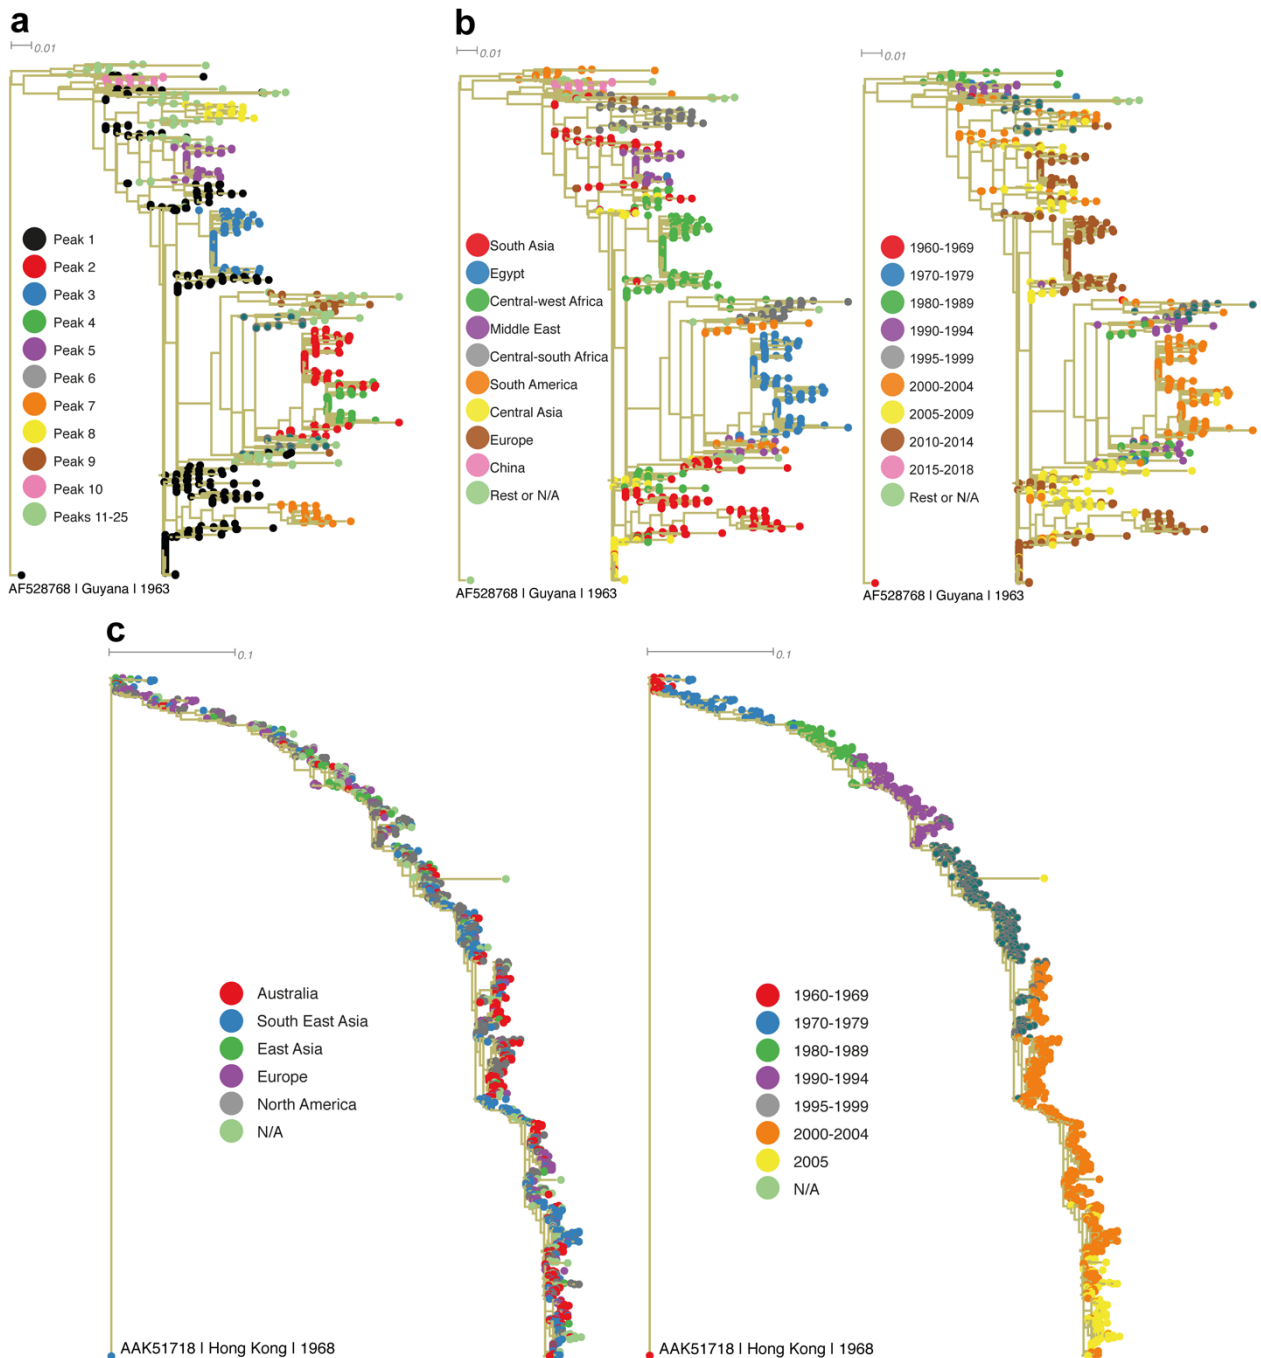 a
b
0.01
0.01
0.01
Peak 1
Peak 2
Peak 3
Peak 4
Peak 5
Peak 6
Peak 7
Peak 8
Peak 9
Peak 10
Peaks 11-25
AF528768 I Guyana I 1963
South Asia
Egypt
Central-west Africa
Middle East
Central-south Africa
South America
Central Asia
Europe
China
Rest or N/A
AF528768 I Guyana I 1963
1960-1969
1970-1979
1980-1989
1990-1994
1995-1999
2000-2004
2005-2009
2010-2014
2015-2018
Rest or N/A
AF528768 I Guyana I 1963
c
0.1
0.1
Australia
South East Asia
East Asia
Europe
North America
N/A
AAK51718 I Hong Kong I 1968
1960-1969
1970-1979
1980-1989
1990-1994
1995-1999
2000-2004
2005
N/A
AAK51718 I Hong Kong I 1968